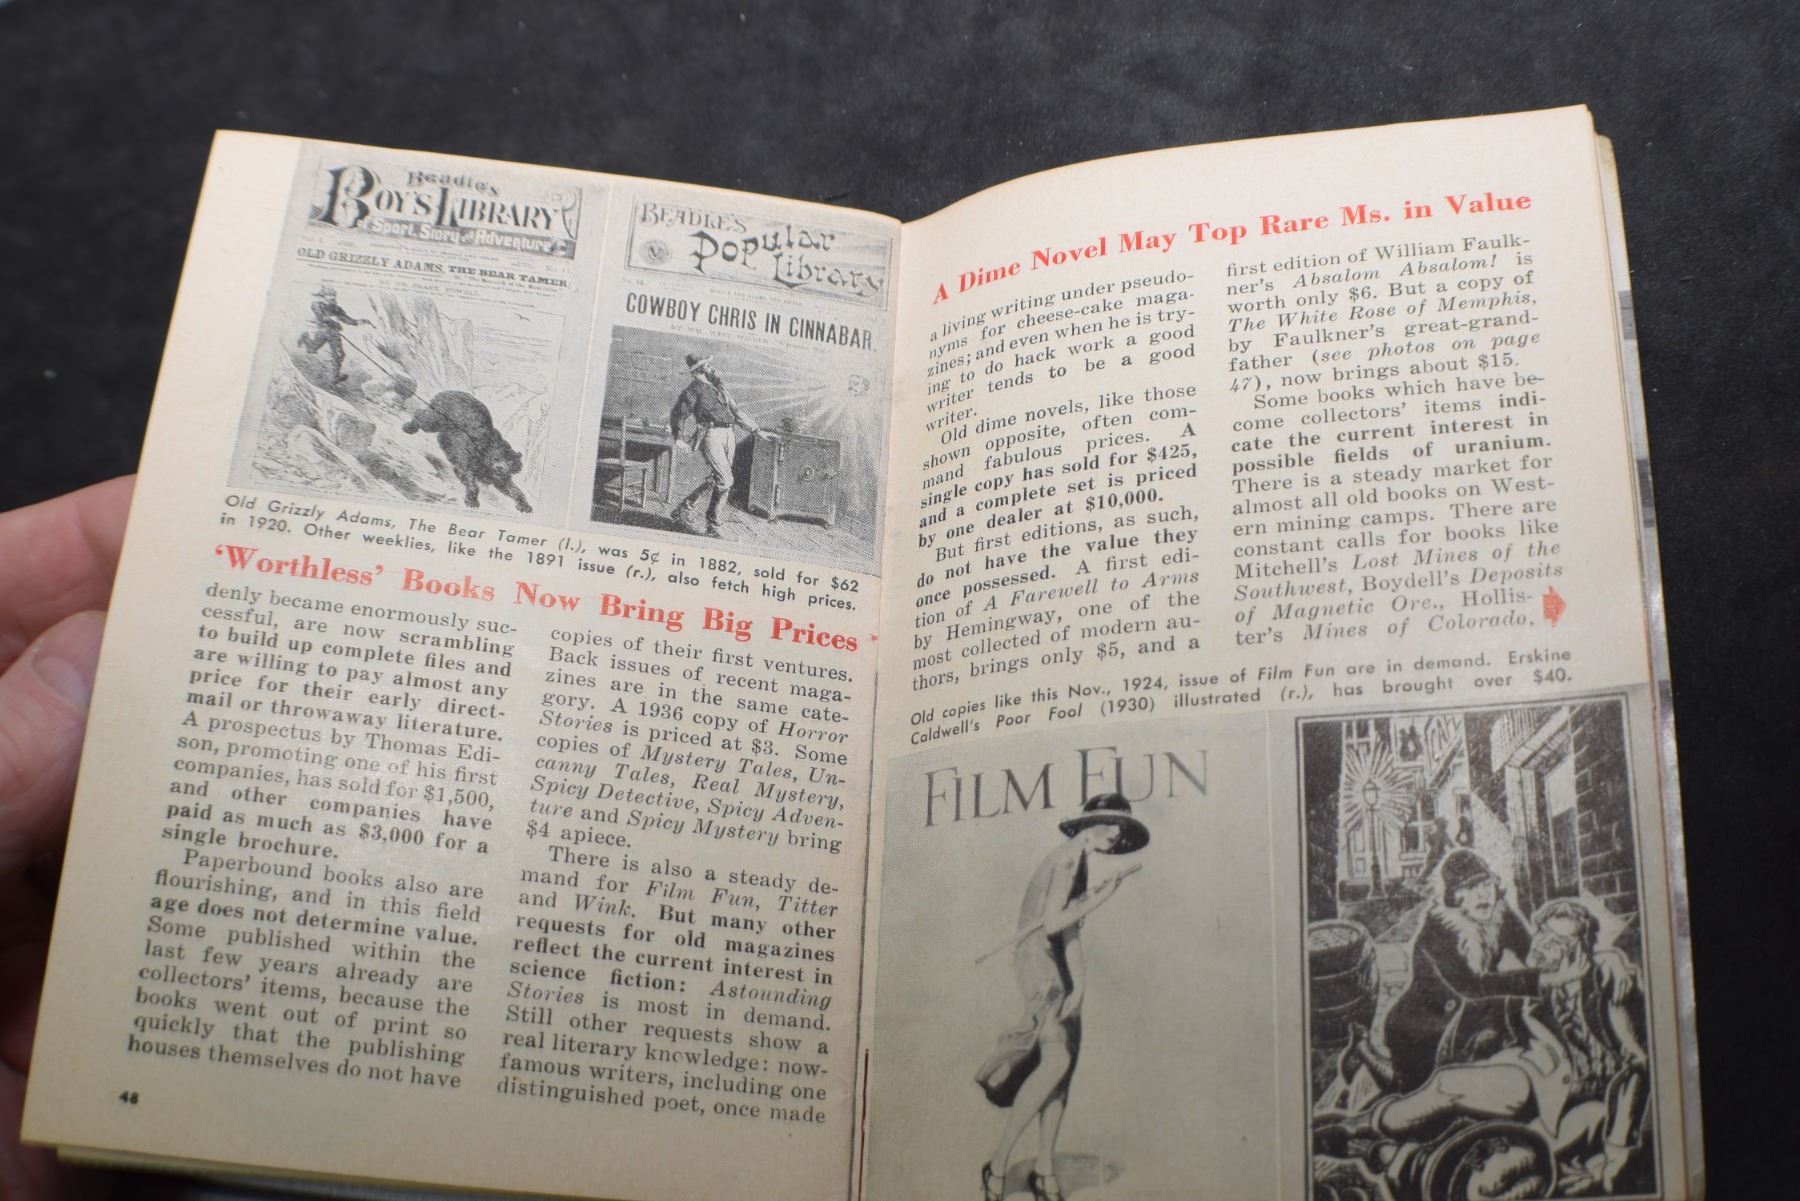 Beadle's
BOY'S LIBRARY
of Sport, Story and Adventure
OLD GRIZZLY ADAMS, THE BEAR TAMER
BEADLE'S
Popular
Library
COWBOY CHRIS IN CINNABAR.
Old Grizzly Adams, The Bear Tamer (l.), was 5¢ in 1882, sold for $62
in 1920. Other weeklies, like the 1891 issue (r.), also fetch high prices.
'Worthless' Books Now Bring Big Prices
denly became enormously suc-
cessful, are now scrambling
to build up complete files and
are willing to pay almost any
price for their early direct-
mail or throwaway literature.
A prospectus by Thomas Edi-
son, promoting one of his first
companies, has sold for $1,500,
and other companies have
paid as much as $3,000 for a
single brochure.
Paperbound books also are
flourishing, and in this field
age does not determine value.
Some published within the
last few years already are
collectors' items, because the
books went out of print so
quickly that the publishing
houses themselves do not have
copies of their first ventures.
Back issues of recent maga-
zines are in the same cate-
gory. A 1936 copy of Horror
Stories is priced at $3. Some
copies of Mystery Tales, Un-
canny Tales, Real Mystery,
Spicy Detective, Spicy Adven-
ture and Spicy Mystery bring
$4 apiece.
There is also a steady de-
mand for Film Fun, Titter
and Wink. But many other
requests for old magazines
reflect the current interest in
science fiction: Astounding
Stories is most in demand.
Still other requests show a
real literary knowledge: now-
famous writers, including one
distinguished poet, once made
48
A Dime Novel May Top Rare Ms. in Value
a living writing under pseudo-
nyms for cheese-cake maga-
zines; and even when he is try-
ing to do hack work a good
writer tends to be a good
writer.
Old dime novels, like those
shown opposite, often com-
mand fabulous prices. A
single copy has sold for $425,
and a complete set is priced
by one dealer at $10,000.
But first editions, as such,
do not have the value they
once possessed. A first edi-
tion of A Farewell to Arms
by Hemingway, one of the
most collected of modern au-
thors, brings only $5, and a
first edition of William Faulk-
ner's Absalom Absalom! is
worth only $6. But a copy of
The White Rose of Memphis,
by Faulkner's great-grand-
father (see photos on page
47), now brings about $15.
Some books which have be-
come collectors' items indi-
cate the current interest in
possible fields of uranium.
There is a steady market for
almost all old books on West-
ern mining camps. There are
constant calls for books like
Mitchell's Lost Mines of the
Southwest, Boydell's Deposits
of Magnetic Ore., Hollis-
ter's Mines of Colorado,
Old copies like this Nov., 1924, issue of Film Fun are in demand. Erskine
Caldwell's Poor Fool (1930) illustrated (r.), has brought over $40.
FILM FUN